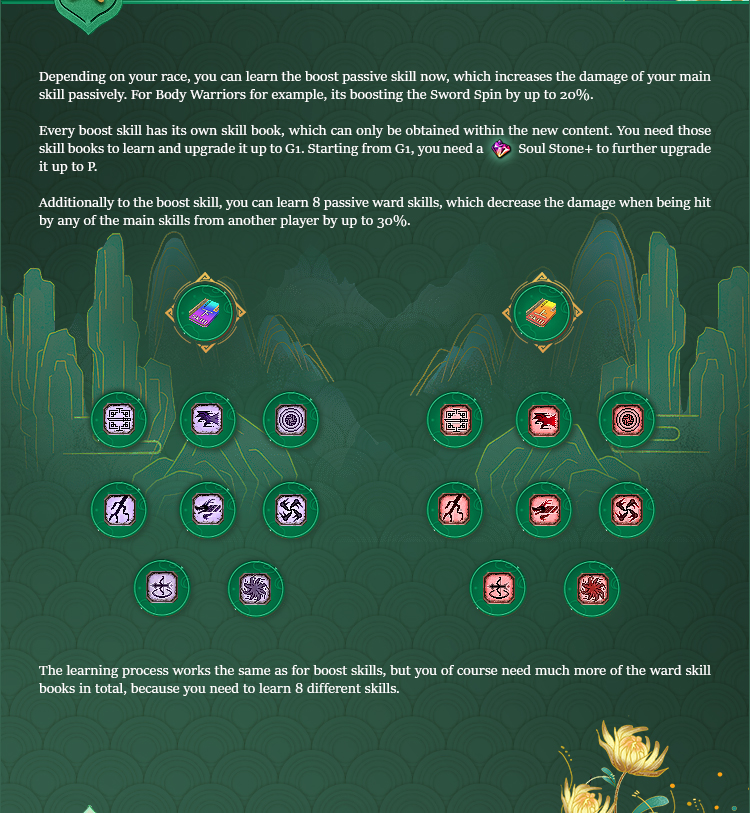 Depending on your race, you can learn the boost passive skill now, which increases the damage of your main
skill passively. For Body Warriors for example, its boosting the Sword Spin by up to 20%.
Every boost skill has its own skill book, which can only be obtained within the new content. You need those
skill books to learn and upgrade it up to G1. Starting from G1, you need a Soul Stone+ to further upgrade
it up to P.
Additionally to the boost skill, you can learn 8 passive ward skills, which decrease the damage when being hit
by any of the main skills from another player by up to 30%.
The learning process works the same as for boost skills, but you of course need much more of the ward skill
books in total, because you need to learn 8 different skills.